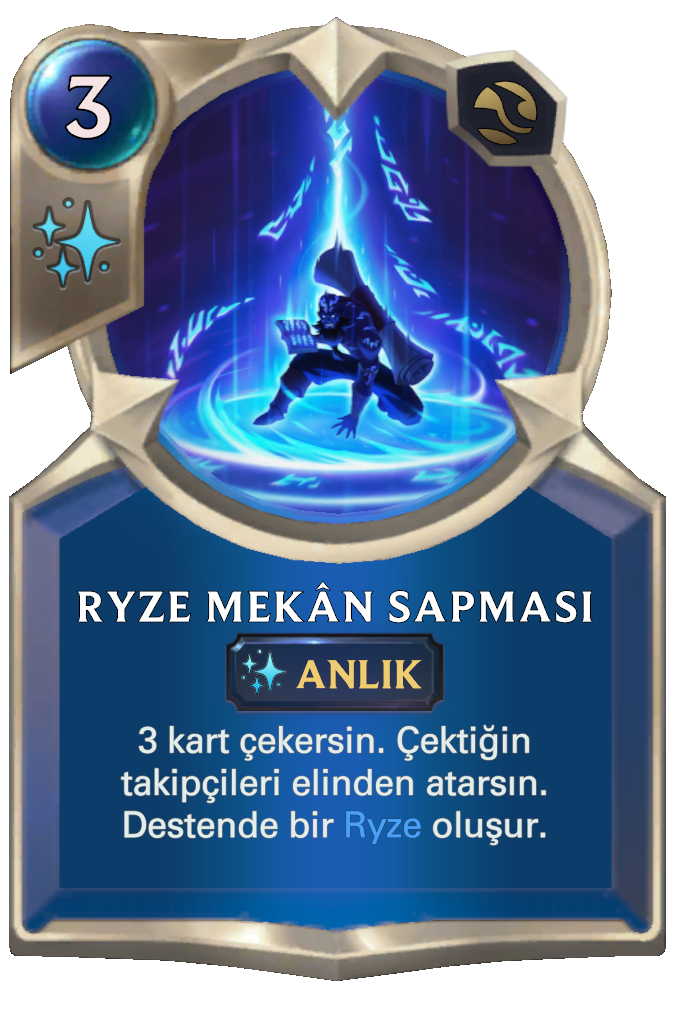 3
RYZE MEKÂN SAPMASI
ANLIK
3 kart çekersin. Çektiğin
takipçileri elinden atarsın.
Destende bir Ryze oluşur.